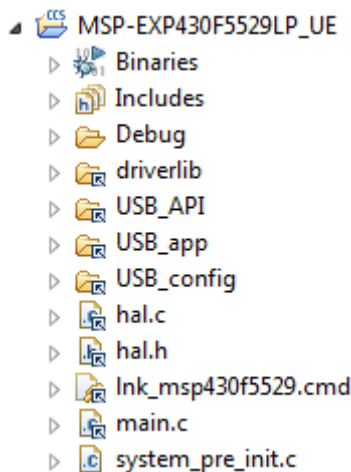 MSP-EXP430F5529LP_UE
Binaries
Includes
Debug
driverlib
USB_API
USB_app
USB_config
hal.c
hal.h
lnk_msp430f5529.cmd
main.c
system_pre_init.c